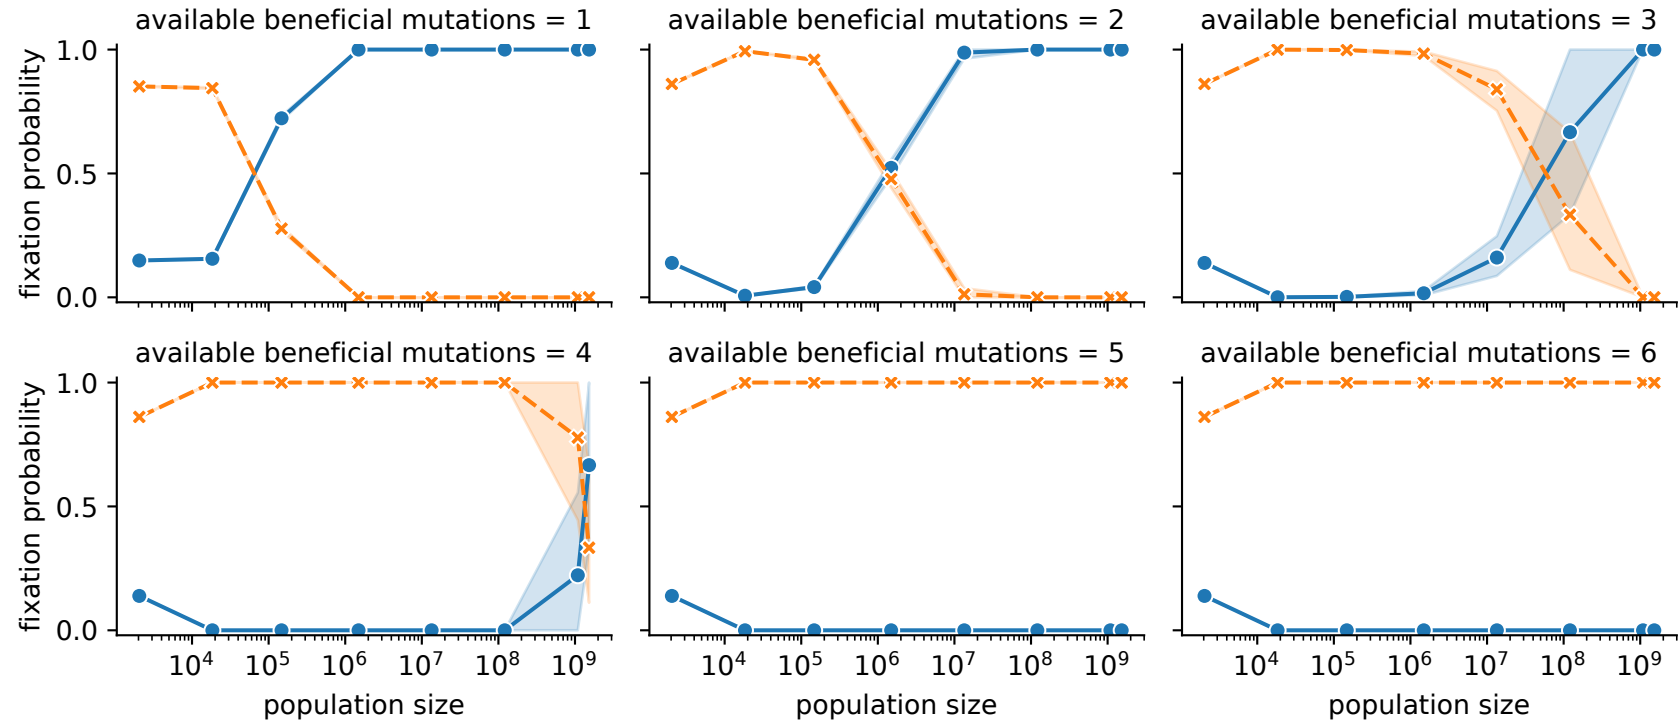 available beneficial mutations = 1
available beneficial mutations = 2
available beneficial mutations = 3
fixation probability
1.0
0.5
0.0
available beneficial mutations = 4
available beneficial mutations = 5
available beneficial mutations = 6
fixation probability
1.0
0.5
0.0
10⁴ 10⁵ 10⁶ 10⁷ 10⁸ 10⁹
10⁴ 10⁵ 10⁶ 10⁷ 10⁸ 10⁹
10⁴ 10⁵ 10⁶ 10⁷ 10⁸ 10⁹
population size
population size
population size